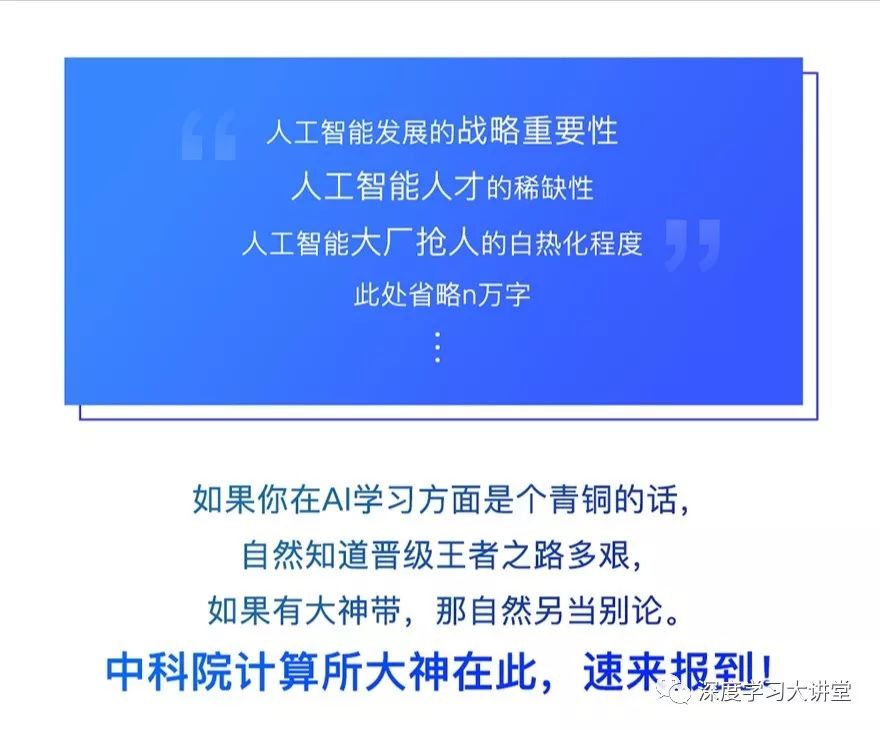 人工智能发展的战略重要性
人工智能人才的稀缺性
人工智能大厂抢人的白热化程度
此处省略n万字
⋮
如果你在AI学习方面是个青铜的话，
自然知道晋级王者之路多艰，
如果有大神带，那自然另当别论。
中科院计算所大神在此，速来报到！
深度学习大讲堂